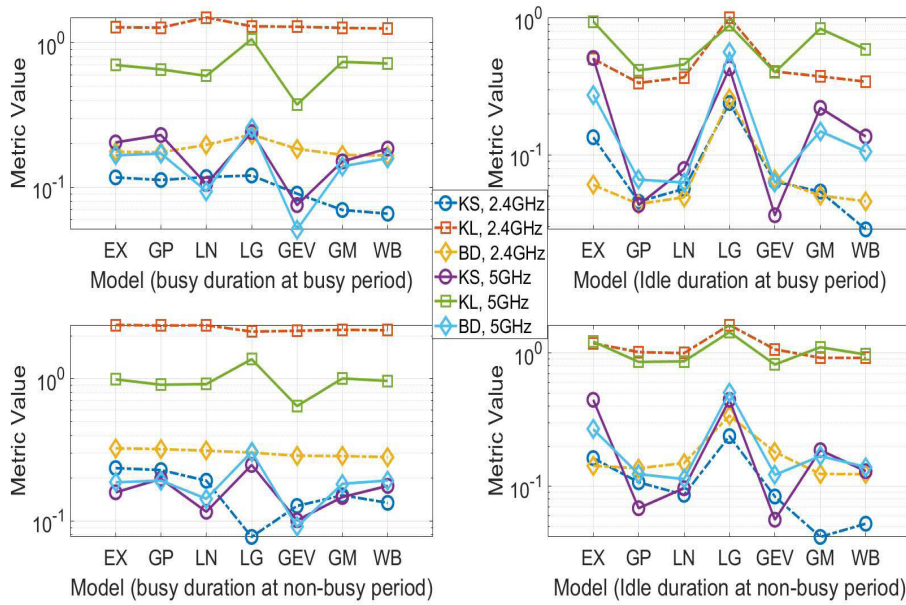 10^0
10^-1
Metric Value
EX GP LN LG GEV GM WB
Model (busy duration at busy period)
10^0
10^-1
Metric Value
EX GP LN LG GEV GM WB
Model (Idle duration at busy period)
KS, 2.4GHz
KL, 2.4GHz
BD, 2.4GHz
KS, 5GHz
KL, 5GHz
BD, 5GHz
10^0
10^-1
Metric Value
EX GP LN LG GEV GM WB
Model (busy duration at non-busy period)
10^0
10^-1
Metric Value
EX GP LN LG GEV GM WB
Model (Idle duration at non-busy period)